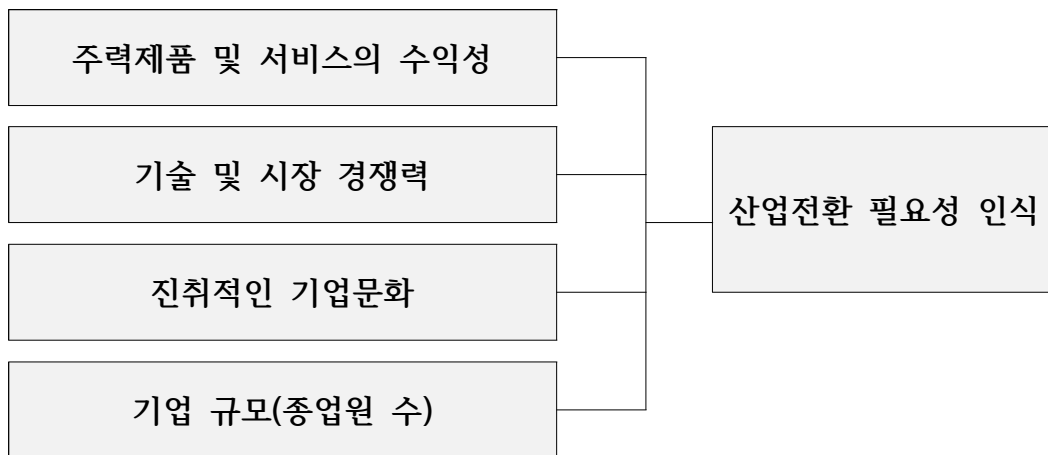 주력제품 및 서비스의 수익성
기술 및 시장 경쟁력
산업전환 필요성 인식
진취적인 기업문화
기업 규모(종업원 수)